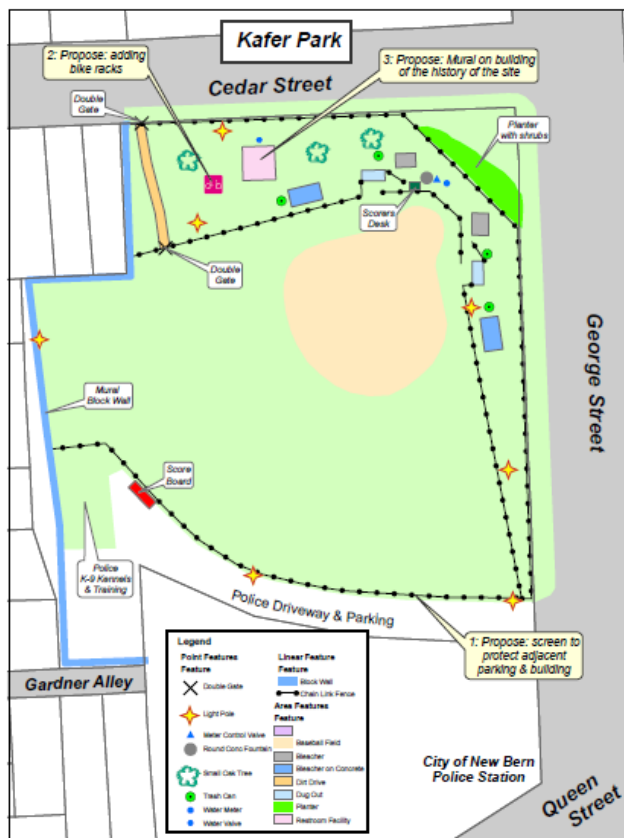 Kafer Park
2: Propose: adding
bike racks
3: Propose: Mural on building
of the history of the site
Cedar Street
Double
Gate
Planter
with shrubs
Scorers
Desk
Double
Gate
George Street
Mural
Block Wall
Score
Board
Police
K-9 Kennels
& Training
Police Driveway & Parking
1: Propose: screen to
protect adjacent
parking & building
Gardner Alley
Legend
Point Features
Feature
Double Gate
Light Pole
Meter Control Valve
Round Conc Fountain
Small Oak Tree
Trash Can
Water Meter
Water Valve
Linear Feature
Feature
Block Wall
Chain Link Fence
Area Features
Feature
Baseball Field
Bleacher
Bleacher on Concrete
Dirt Drive
Dug Out
Planter
Restroom Facility
City of New Bern
Police Station
Queen
Street